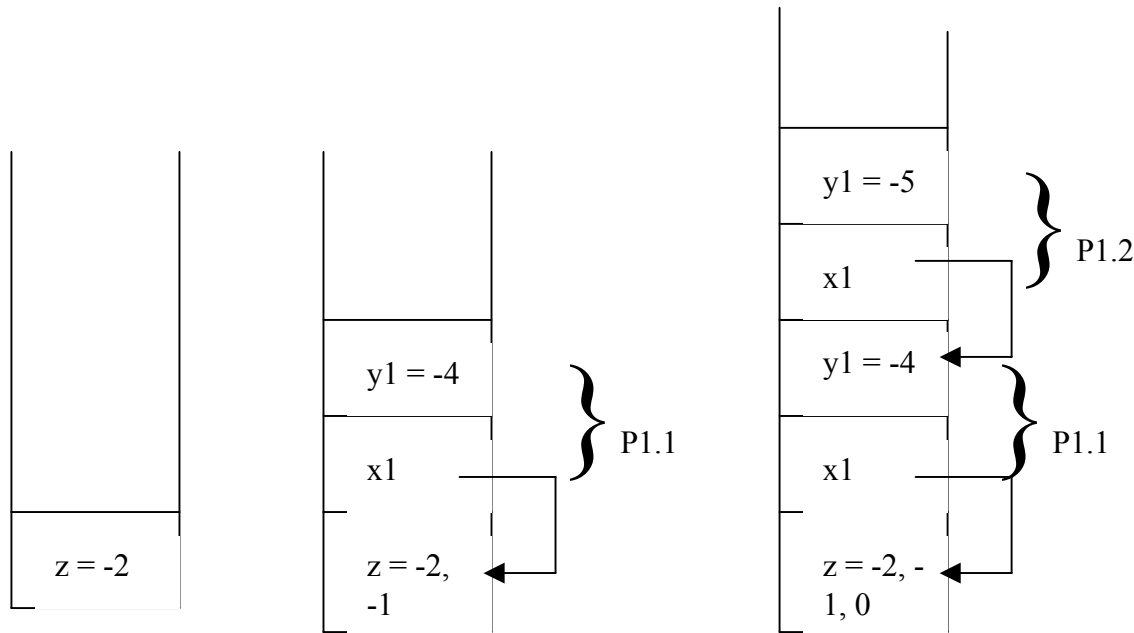 z = -2
y1 = -4
x1
z = -2,
-1
P1.1
y1 = -5
x1
y1 = -4
x1
z = -2, -
1, 0
P1.2
P1.1